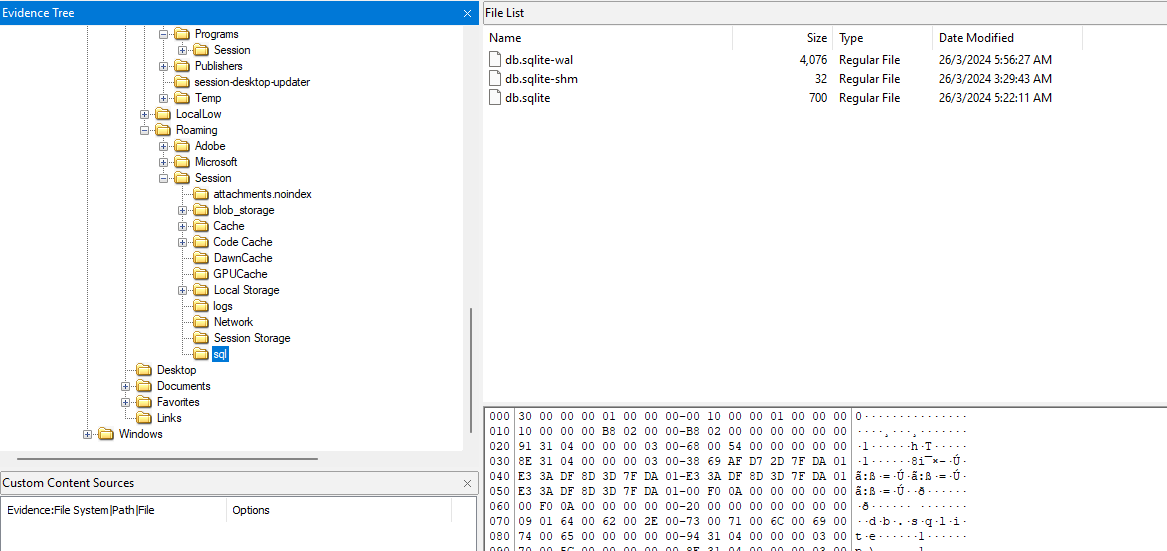 Evidence Tree
Programs
Session
Publishers
session-desktop-updater
Temp
LocalLow
Roaming
Adobe
Microsoft
Session
attachments.noindex
blob_storage
Cache
Code Cache
DawnCache
GPUCache
Local Storage
logs
Network
Session Storage
sql
Desktop
Documents
Favorites
Links
Windows
Custom Content Sources
Evidence:File System|Path|File Options
File List
Name Size Type Date Modified
db.sqlite-wal 4,076 Regular File 26/3/2024 5:56:27 AM
db.sqlite-shm 32 Regular File 26/3/2024 3:29:43 AM
db.sqlite 700 Regular File 26/3/2024 5:22:11 AM
000 30 00 00 00 01 00 00 00-00 10 00 00 01 00 00 00 0···············
010 10 00 00 00 B8 02 00 00-B8 02 00 00 00 00 00 00 ····¸···¸·······
020 91 31 04 00 00 00 03 00-68 00 54 00 00 00 00 00 ·1······h·T·····
030 8E 31 04 00 00 00 03 00-38 69 AF D7 2D 7F DA 01 ·1······8i¯×-·Ú·
040 E3 3A DF 8D 3D 7F DA 01-E3 3A DF 8D 3D 7F DA 01 ã:ß·=·Ú·ã:ß·=·Ú·
050 E3 3A DF 8D 3D 7F DA 01-00 F0 0A 00 00 00 00 00 ã:ß·=·Ú··ð······
060 00 F0 0A 00 00 00 00 00-20 00 00 00 00 00 00 00 ·ð······ ·······
070 09 01 64 00 62 00 2E 00-73 00 71 00 6C 00 69 00 ··d·b·.·s·q·l·i·
080 74 00 65 00 00 00 00 00-94 31 04 00 00 00 03 00 t·e······1······